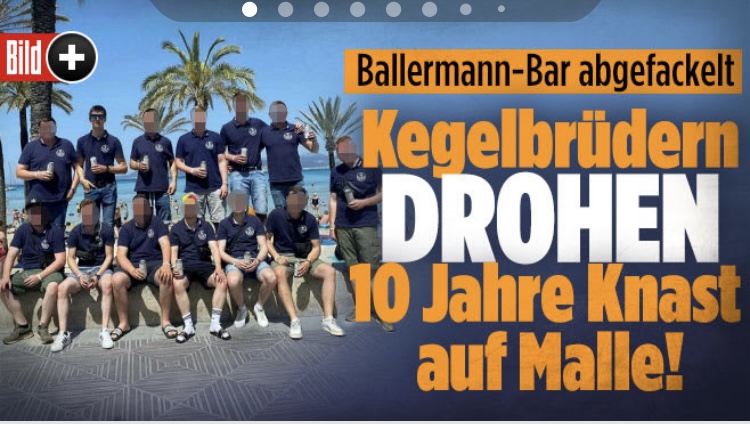 Bild +
Ballermann-Bar abgefackelt
Kegelbrüdern
DROHEN
10 Jahre Knast
auf Malle!